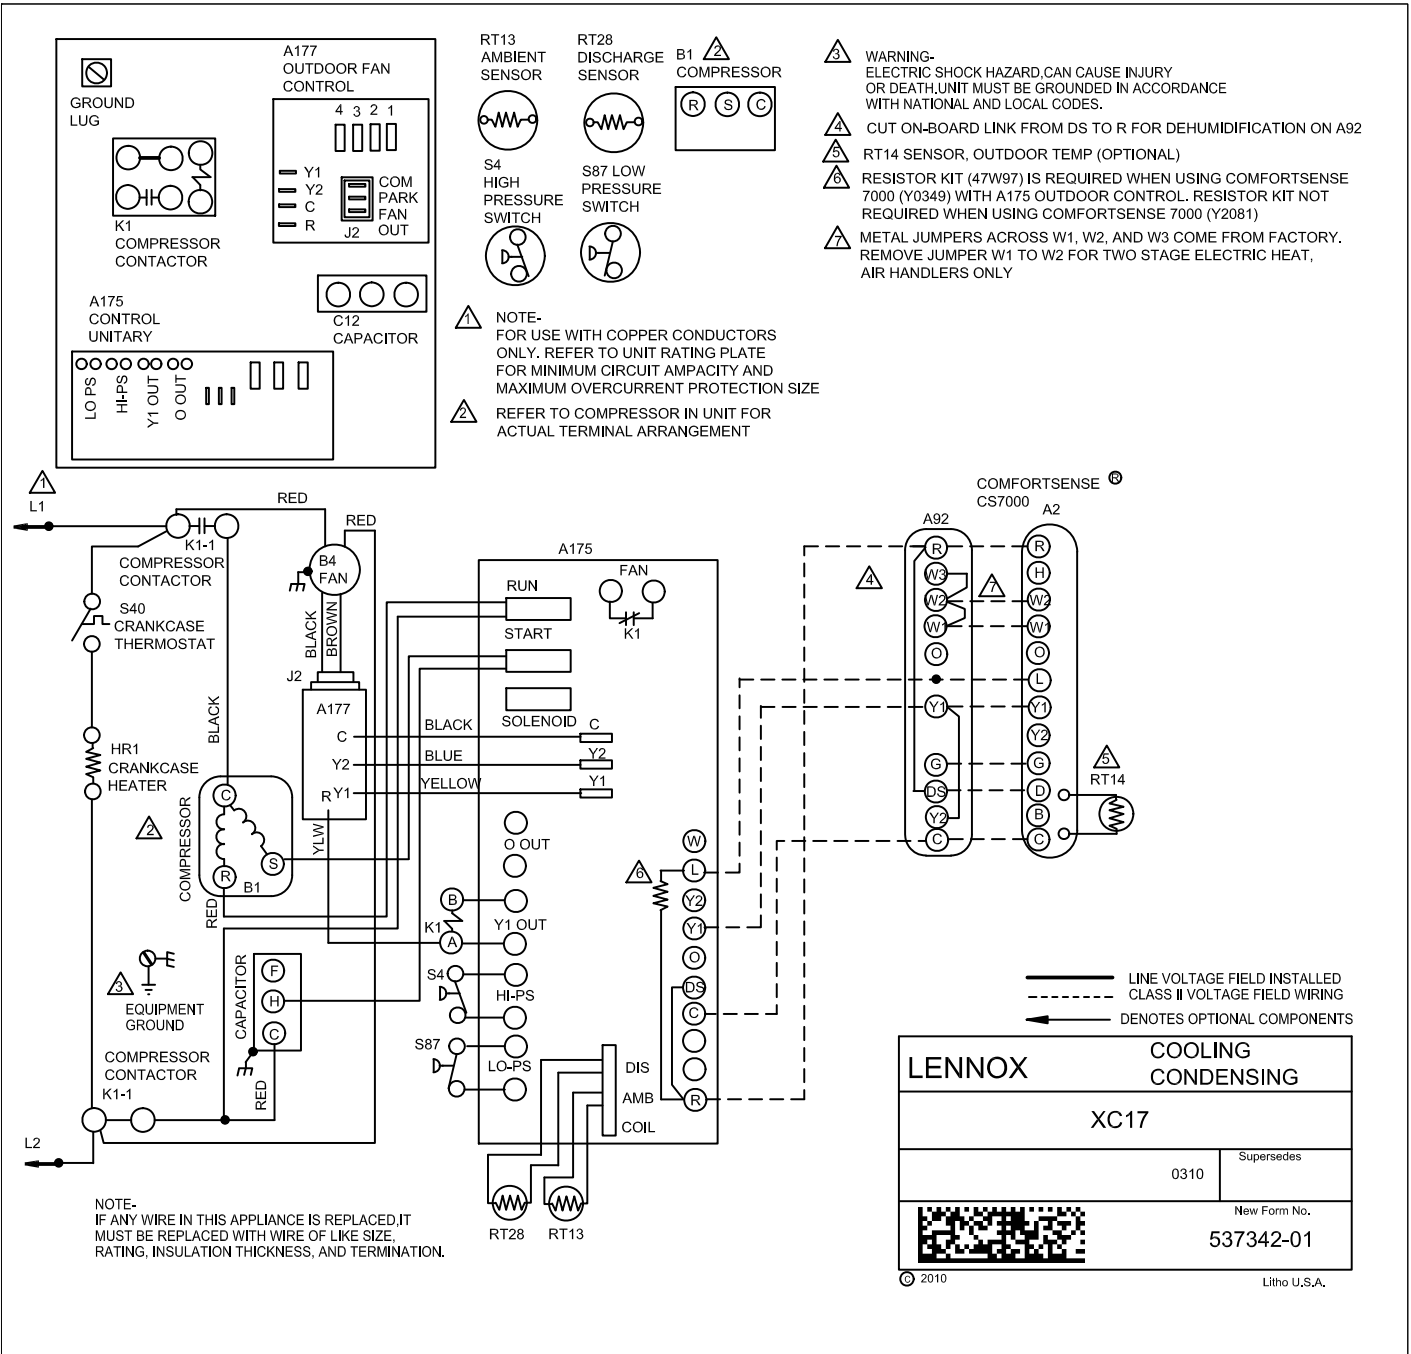 GROUND
LUG
A177
OUTDOOR FAN
CONTROL
4 3 2 1
Y1
Y2
C
R
COM
PARK
FAN
OUT
J2
K1
COMPRESSOR
CONTACTOR
C12
CAPACITOR
A175
CONTROL
UNITARY
LO PS
HI-PS
Y1 OUT
O OUT
RT13
AMBIENT
SENSOR
RT28
DISCHARGE
SENSOR
B1 2
COMPRESSOR
R S C
S4
HIGH
PRESSURE
SWITCH
S87 LOW
PRESSURE
SWITCH
1 NOTE-
FOR USE WITH COPPER CONDUCTORS
ONLY. REFER TO UNIT RATING PLATE
FOR MINIMUM CIRCUIT AMPACITY AND
MAXIMUM OVERCURRENT PROTECTION SIZE
2 REFER TO COMPRESSOR IN UNIT FOR
ACTUAL TERMINAL ARRANGEMENT
3 WARNING-
ELECTRIC SHOCK HAZARD,CAN CAUSE INJURY
OR DEATH.UNIT MUST BE GROUNDED IN ACCORDANCE
WITH NATIONAL AND LOCAL CODES.
4 CUT ON-BOARD LINK FROM DS TO R FOR DEHUMIDIFICATION ON A92
5 RT14 SENSOR, OUTDOOR TEMP (OPTIONAL)
6 RESISTOR KIT (47W97) IS REQUIRED WHEN USING COMFORTSENSE
7000 (Y0349) WITH A175 OUTDOOR CONTROL. RESISTOR KIT NOT
REQUIRED WHEN USING COMFORTSENSE 7000 (Y2081)
7 METAL JUMPERS ACROSS W1, W2, AND W3 COME FROM FACTORY.
REMOVE JUMPER W1 TO W2 FOR TWO STAGE ELECTRIC HEAT,
AIR HANDLERS ONLY
1
L1
RED
RED
K1-1
COMPRESSOR
CONTACTOR
B4
FAN
S40
CRANKCASE
THERMOSTAT
BLACK
BROWN
BLACK
J2
A177
C
Y2
R Y1
HR1
CRANKCASE
HEATER
2
COMPRESSOR
C
S
R
B1
RED
YLW
BLACK
BLUE
YELLOW
A175
RUN
START
SOLENOID
FAN
K1
C
Y2
Y1
O OUT
B
K1
A
Y1 OUT
S4
HI-PS
S87
LO-PS
DIS
AMB
COIL
RT28
RT13
6
W
L
Y2
Y1
O
DS
C
R
3
EQUIPMENT
GROUND
CAPACITOR
F
H
C
RED
COMPRESSOR
CONTACTOR
K1-1
L2
NOTE-
IF ANY WIRE IN THIS APPLIANCE IS REPLACED,IT
MUST BE REPLACED WITH WIRE OF LIKE SIZE,
RATING, INSULATION THICKNESS, AND TERMINATION.
COMFORTSENSE ®
CS7000
A92
A2
4
7
R
W3
W2
W1
O
Y1
G
DS
Y2
C
R
H
W2
W1
O
L
Y1
Y2
G
D
B
C
5
RT14
LINE VOLTAGE FIELD INSTALLED
CLASS II VOLTAGE FIELD WIRING
DENOTES OPTIONAL COMPONENTS
LENNOX
COOLING
CONDENSING
XC17
0310
Supersedes
New Form No.
537342-01
© 2010
Litho U.S.A.